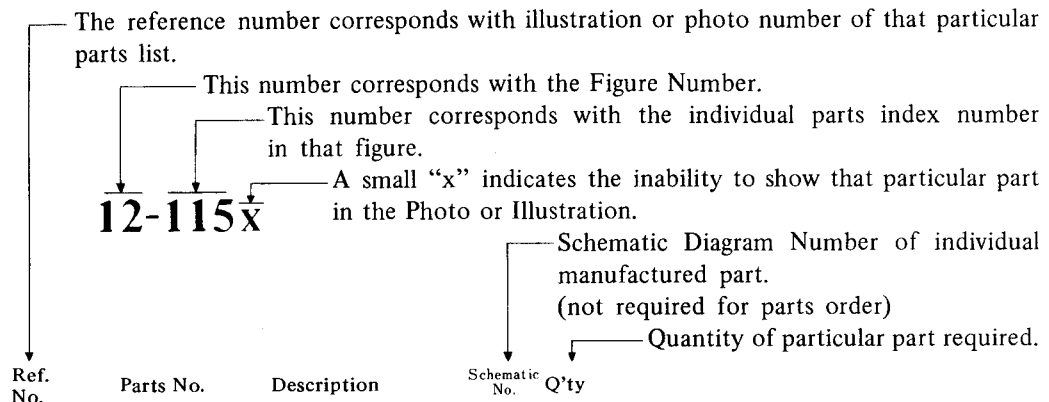 The reference number corresponds with illustration or photo number of that particular
parts list.
This number corresponds with the Figure Number.
This number corresponds with the individual parts index number
in that figure.
A small “x” indicates the inability to show that particular part
in the Photo or Illustration.
12-115x
Schematic Diagram Number of individual
manufactured part.
(not required for parts order)
Quantity of particular part required.
Ref.
No.
Parts No.
Description
Schematic
No.
Q'ty